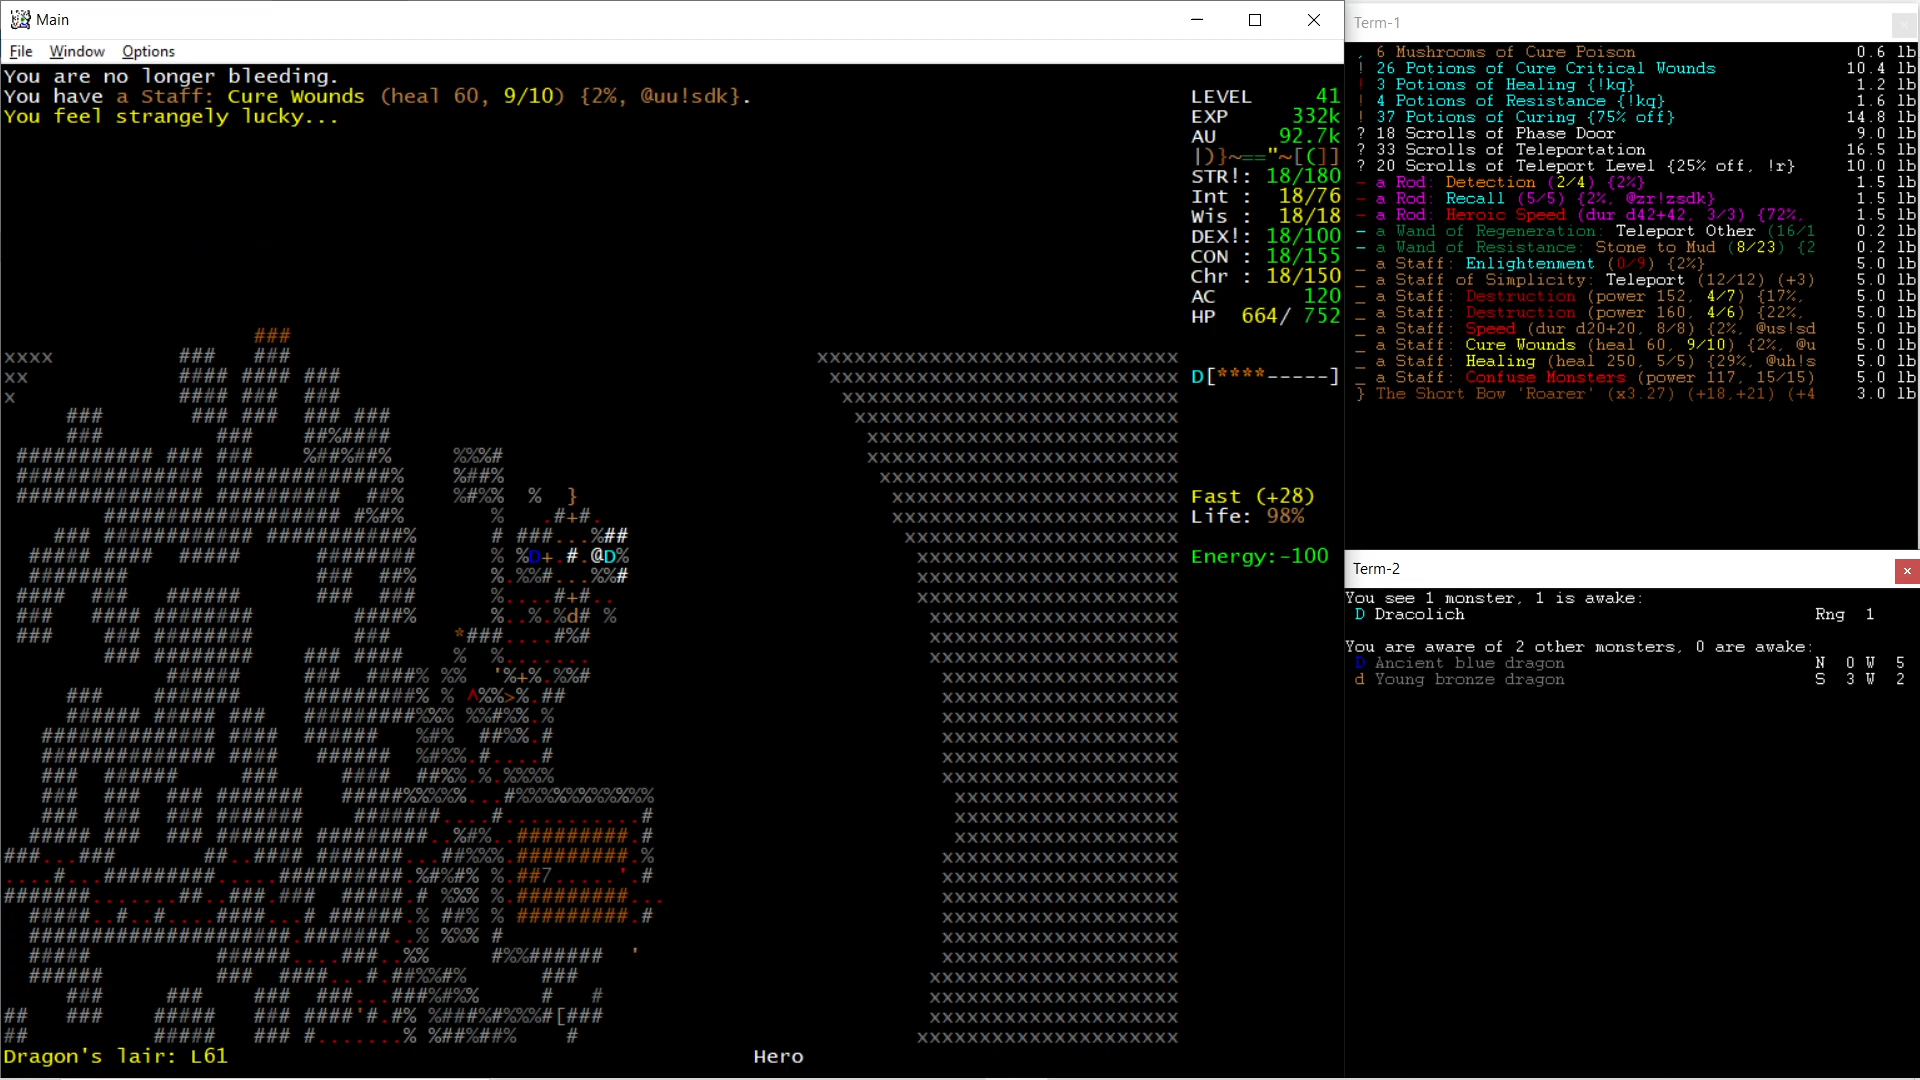 Main
File Window Options
You are no longer bleeding.
You have a Staff: Cure Wounds (heal 60, 9/10) {2%, @uu!sdk}.
You feel strangely lucky...
LEVEL 41
EXP 332k
AU 92.7k
|)}~=="~[(]]
STR!: 18/180
Int : 18/76
Wis : 18/18
DEX!: 18/100
CON : 18/155
Chr : 18/150
AC 120
HP 664/ 752
D[****-----]
Fast (+28)
Life: 98%
Energy:-100
Dragon's lair: L61
Hero
Term-1
, 6 Mushrooms of Cure Poison 0.6 lb
! 26 Potions of Cure Critical Wounds 10.4 lb
! 3 Potions of Healing {!kq} 1.2 lb
! 4 Potions of Resistance {!kq} 1.6 lb
! 37 Potions of Curing {75% off} 14.8 lb
? 18 Scrolls of Phase Door 9.0 lb
? 33 Scrolls of Teleportation 16.5 lb
? 20 Scrolls of Teleport Level {25% off, !r} 10.0 lb
- a Rod: Detection (2/4) {2%} 1.5 lb
- a Rod: Recall (5/5) {2%, @zr!zsdk} 1.5 lb
- a Rod: Heroic Speed (dur d42+42, 3/3) {72%, 1.5 lb
- a Wand of Regeneration: Teleport Other (16/1 0.2 lb
- a Wand of Resistance: Stone to Mud (8/23) {2 0.2 lb
_ a Staff: Enlightenment (0/9) {2%} 5.0 lb
_ a Staff of Simplicity: Teleport (12/12) (+3) 5.0 lb
_ a Staff: Destruction (power 152, 4/7) {17%, 5.0 lb
_ a Staff: Destruction (power 160, 4/6) {22%, 5.0 lb
_ a Staff: Speed (dur d20+20, 8/8) {2%, @us!sd 5.0 lb
_ a Staff: Cure Wounds (heal 60, 9/10) {2%, @u 5.0 lb
_ a Staff: Healing (heal 250, 5/5) {29%, @uh!s 5.0 lb
_ a Staff: Confuse Monsters (power 117, 15/15) 5.0 lb
} The Short Bow 'Roarer' (x3.27) (+18,+21) (+4 3.0 lb
Term-2
You see 1 monster, 1 is awake:
D Dracolich Rng 1
You are aware of 2 other monsters, 0 are awake:
D Ancient blue dragon N 0 W 5
d Young bronze dragon S 3 W 2